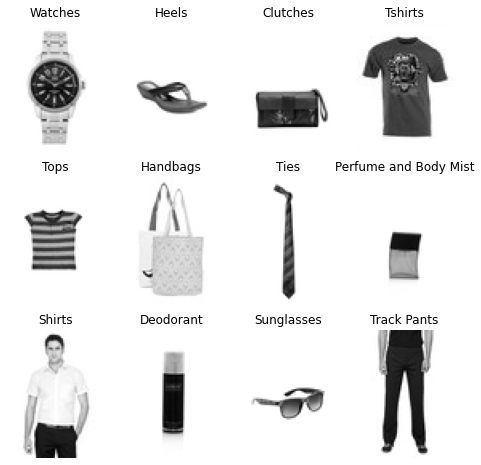 Watches
Heels
Clutches
Tshirts
Tops
Handbags
Ties
Perfume and Body Mist
Shirts
Deodorant
Sunglasses
Track Pants